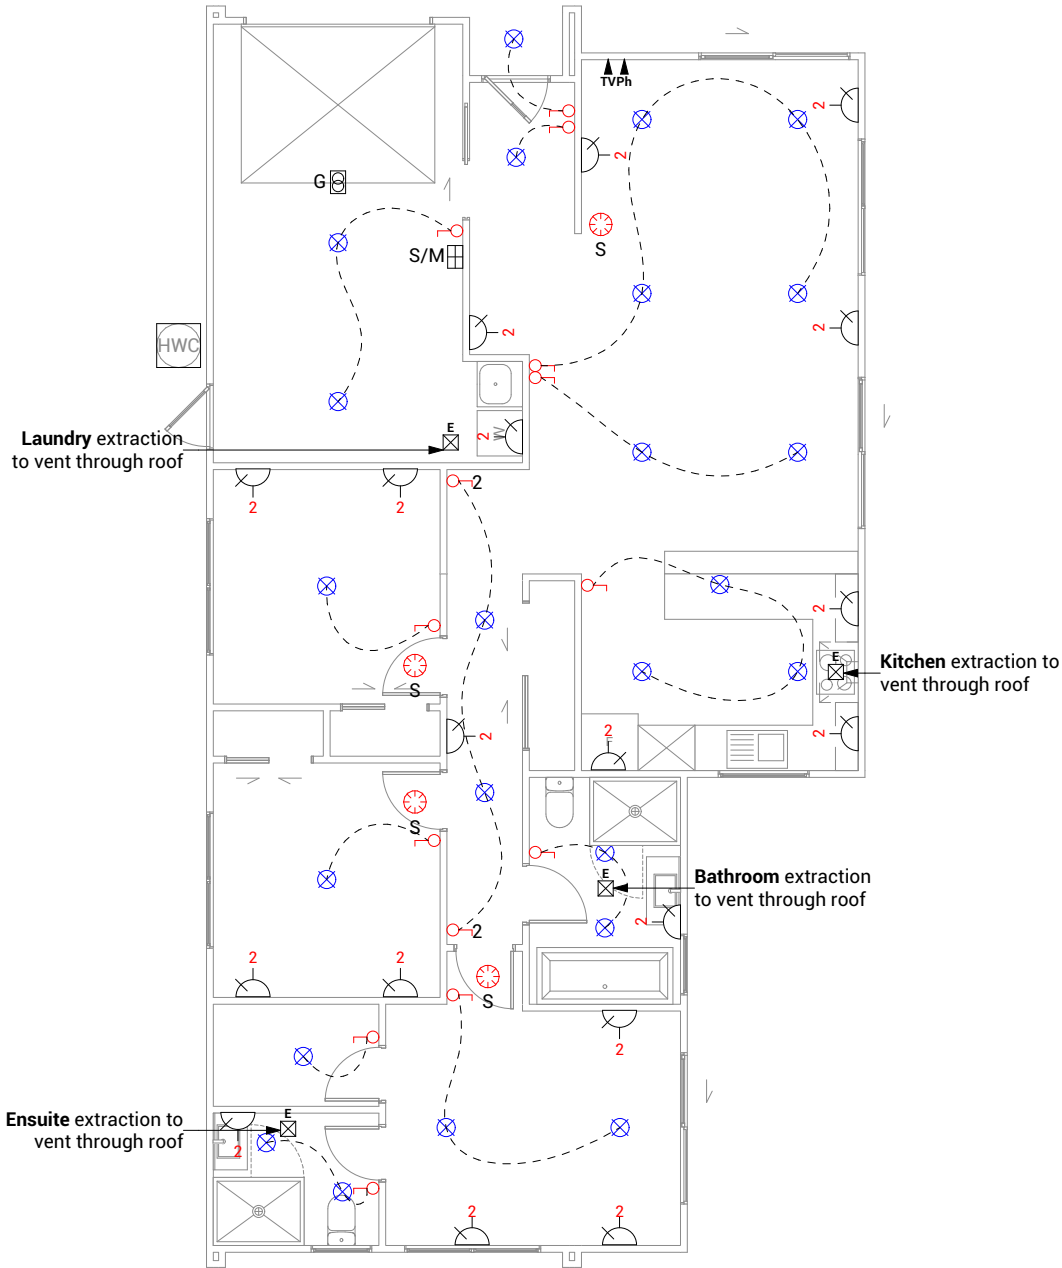 TVPh
2
2
G
S
S/M
HWC
2
2
Laundry extraction
to vent through roof
E
2
W
2
2
2
2
E
Kitchen extraction to
vent through roof
S
2
2
2
F
S
E
Bathroom extraction
to vent through roof
2
2
2
2
S
2
Ensuite extraction to
vent through roof
E
2
2
2